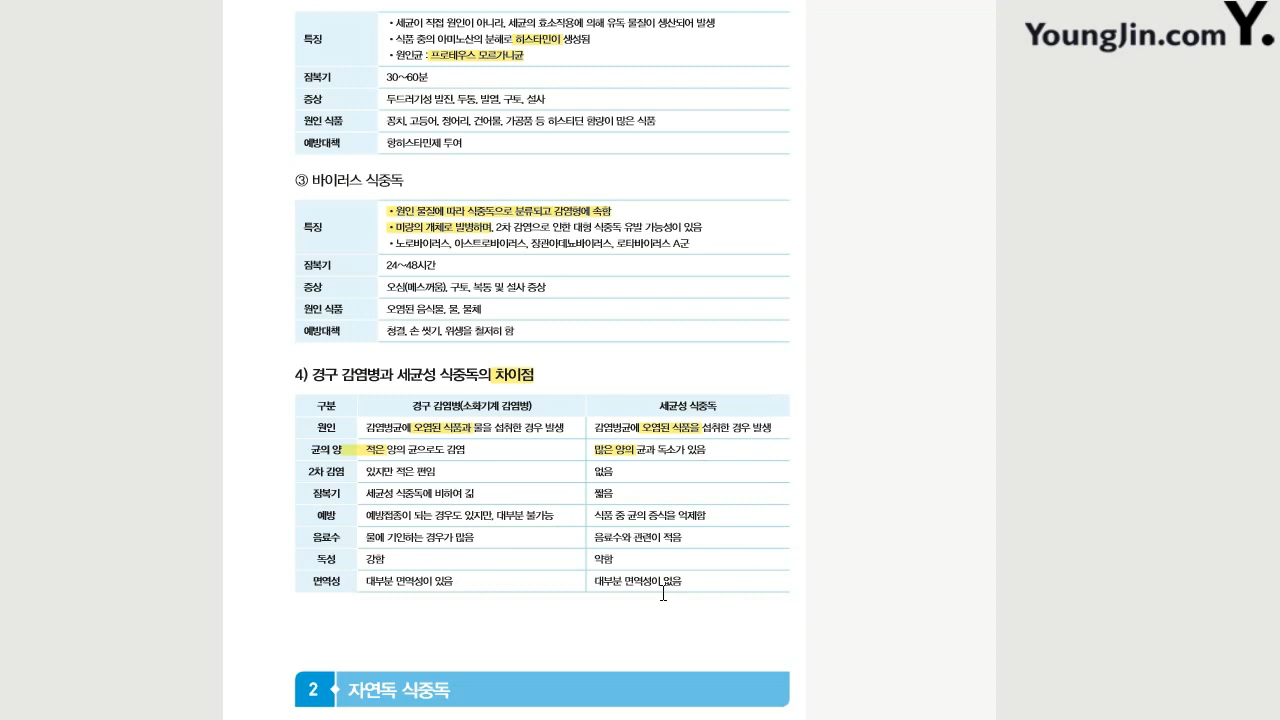 YoungJin.com Y.
특징
・세균이 직접 원인이 아니라, 세균의 효소작용에 의해 유독 물질이 생산되어 발생
・식품 중의 아미노산의 분해로 히스타민이 생성됨
・원인균 : 프로테우스 모르가니균
잠복기 30~60분
증상 두드러기성 발진, 두통, 발열, 구토, 설사
원인 식품 꽁치, 고등어, 정어리, 건어물, 가공품 등 히스티딘 함량이 많은 식품
예방대책 항히스타민제 투여
③ 바이러스 식중독
특징
・원인 물질에 따라 식중독으로 분류되고 감염형에 속함
・미량의 개체로 발병하며, 2차 감염으로 인한 대형 식중독 유발 가능성이 있음
・노로바이러스, 아스트로바이러스, 장관아데노바이러스, 로타바이러스 A군
잠복기 24~48시간
증상 오심(메스꺼움), 구토, 복통 및 설사 증상
원인 식품 오염된 음식물, 물, 물체
예방대책 청결, 손 씻기, 위생을 철저히 함
4) 경구 감염병과 세균성 식중독의 차이점
구분 경구 감염병(소화기계 감염병) 세균성 식중독
원인 감염병균에 오염된 식품과 물을 섭취한 경우 발생 감염병균에 오염된 식품을 섭취한 경우 발생
균의 양 적은 양의 균으로도 감염 많은 양의 균과 독소가 있음
2차 감염 있지만 적은 편임 없음
잠복기 세균성 식중독에 비하여 긺 짧음
예방 예방접종이 되는 경우도 있지만, 대부분 불가능 식품 중 균의 증식을 억제함
음료수 물에 기인하는 경우가 많음 음료수와 관련이 적음
독성 강함 약함
면역성 대부분 면역성이 있음 대부분 면역성이 없음
2 자연독 식중독